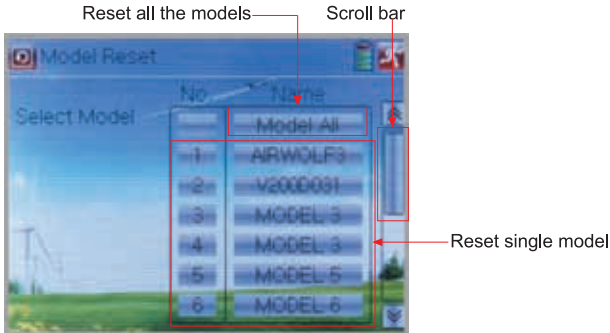 Reset all the models
Scroll bar
Model Reset
No
Name
Select Model
Model All
1 AIRWOLF3
2 V200D031
3 MODEL 3
4 MODEL 3
5 MODEL 5
6 MODEL 6
Reset single model